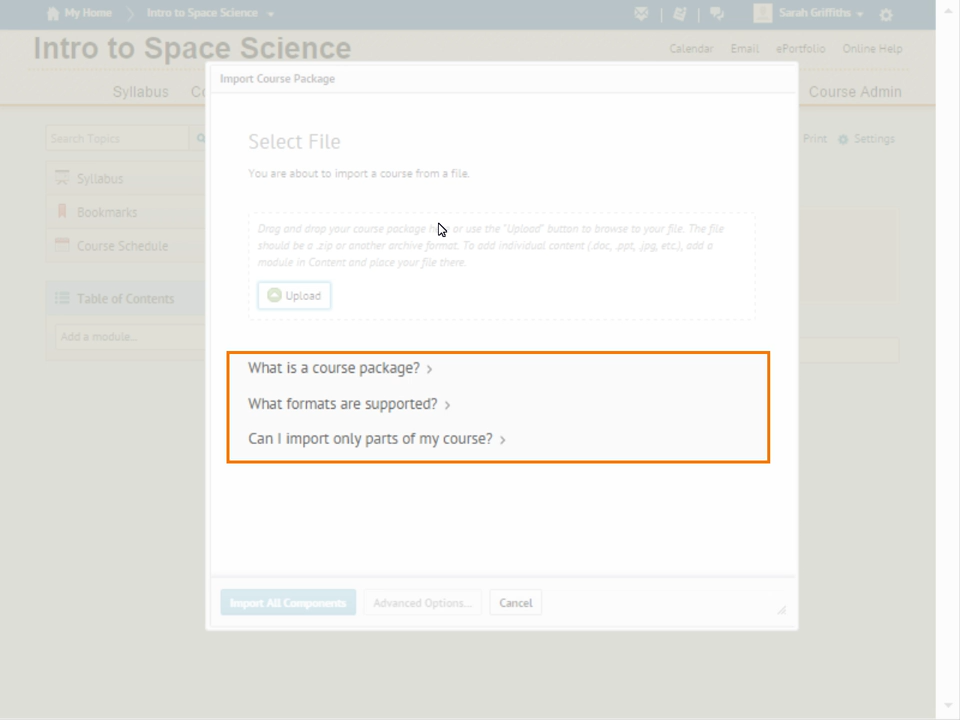 My Home Intro to Space Science Sarah Griffiths
Intro to Space Science
Calendar Email ePortfolio Online Help
Import Course Package
Syllabus Course Admin
Search Topics
Print Settings
Select File
You are about to import a course from a file.
Syllabus
Bookmarks
Course Schedule
Drag and drop your course package or use the "Upload" button to browse to your file. The file
should be a .zip or another archive format. To add individual content (.doc, .ppt, .jpg, etc.), add a
module in Content and place your file there.
Upload
Table of Contents
Add a module...
What is a course package? ›
What formats are supported? ›
Can I import only parts of my course? ›
Import All Components Advanced Options... Cancel